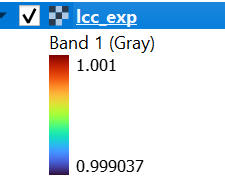 lcc_exp
Band 1 (Gray)
1.001
0.999037